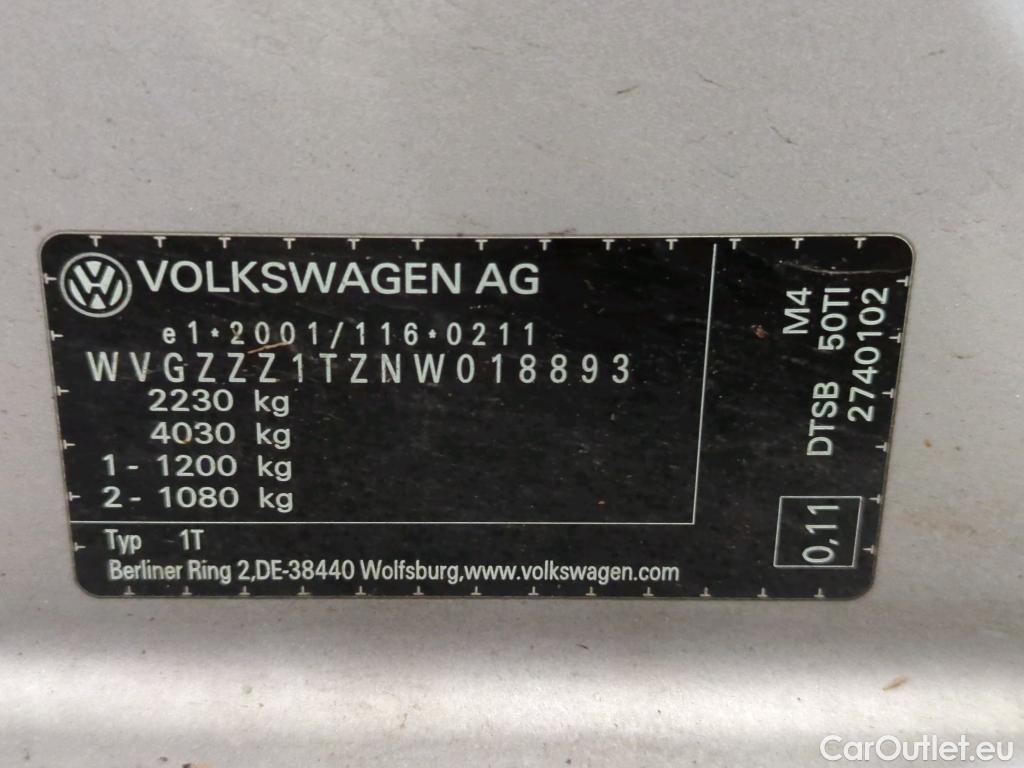 VOLKSWAGEN AG
e1*2001/116*0211
WVGZZZ1TZNW018893
2230 kg
4030 kg
1 - 1200 kg
2 - 1080 kg
Typ 1T
Berliner Ring 2,DE-38440 Wolfsburg,www.volkswagen.com
M4
DTSB 50TI
2740102
0,11
CarOutlet.eu